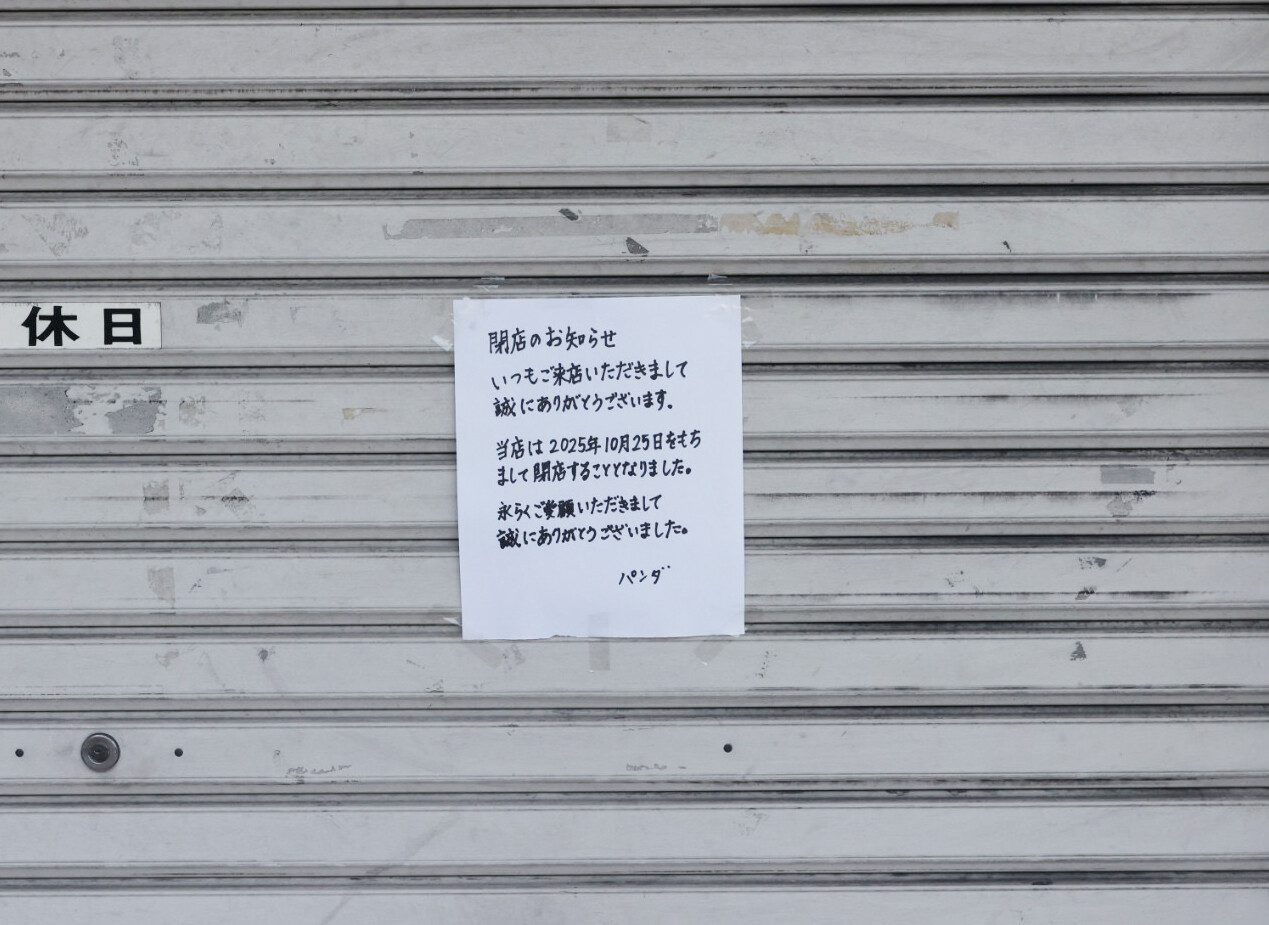 休日
閉店のお知らせ
いつもご来店いただきまして
誠にありがとうございます.
当店は2025年10月25日をもち
まして閉店することとなりました。
永らくご愛顧いただきまして
誠にありがとうございました。
パンダ